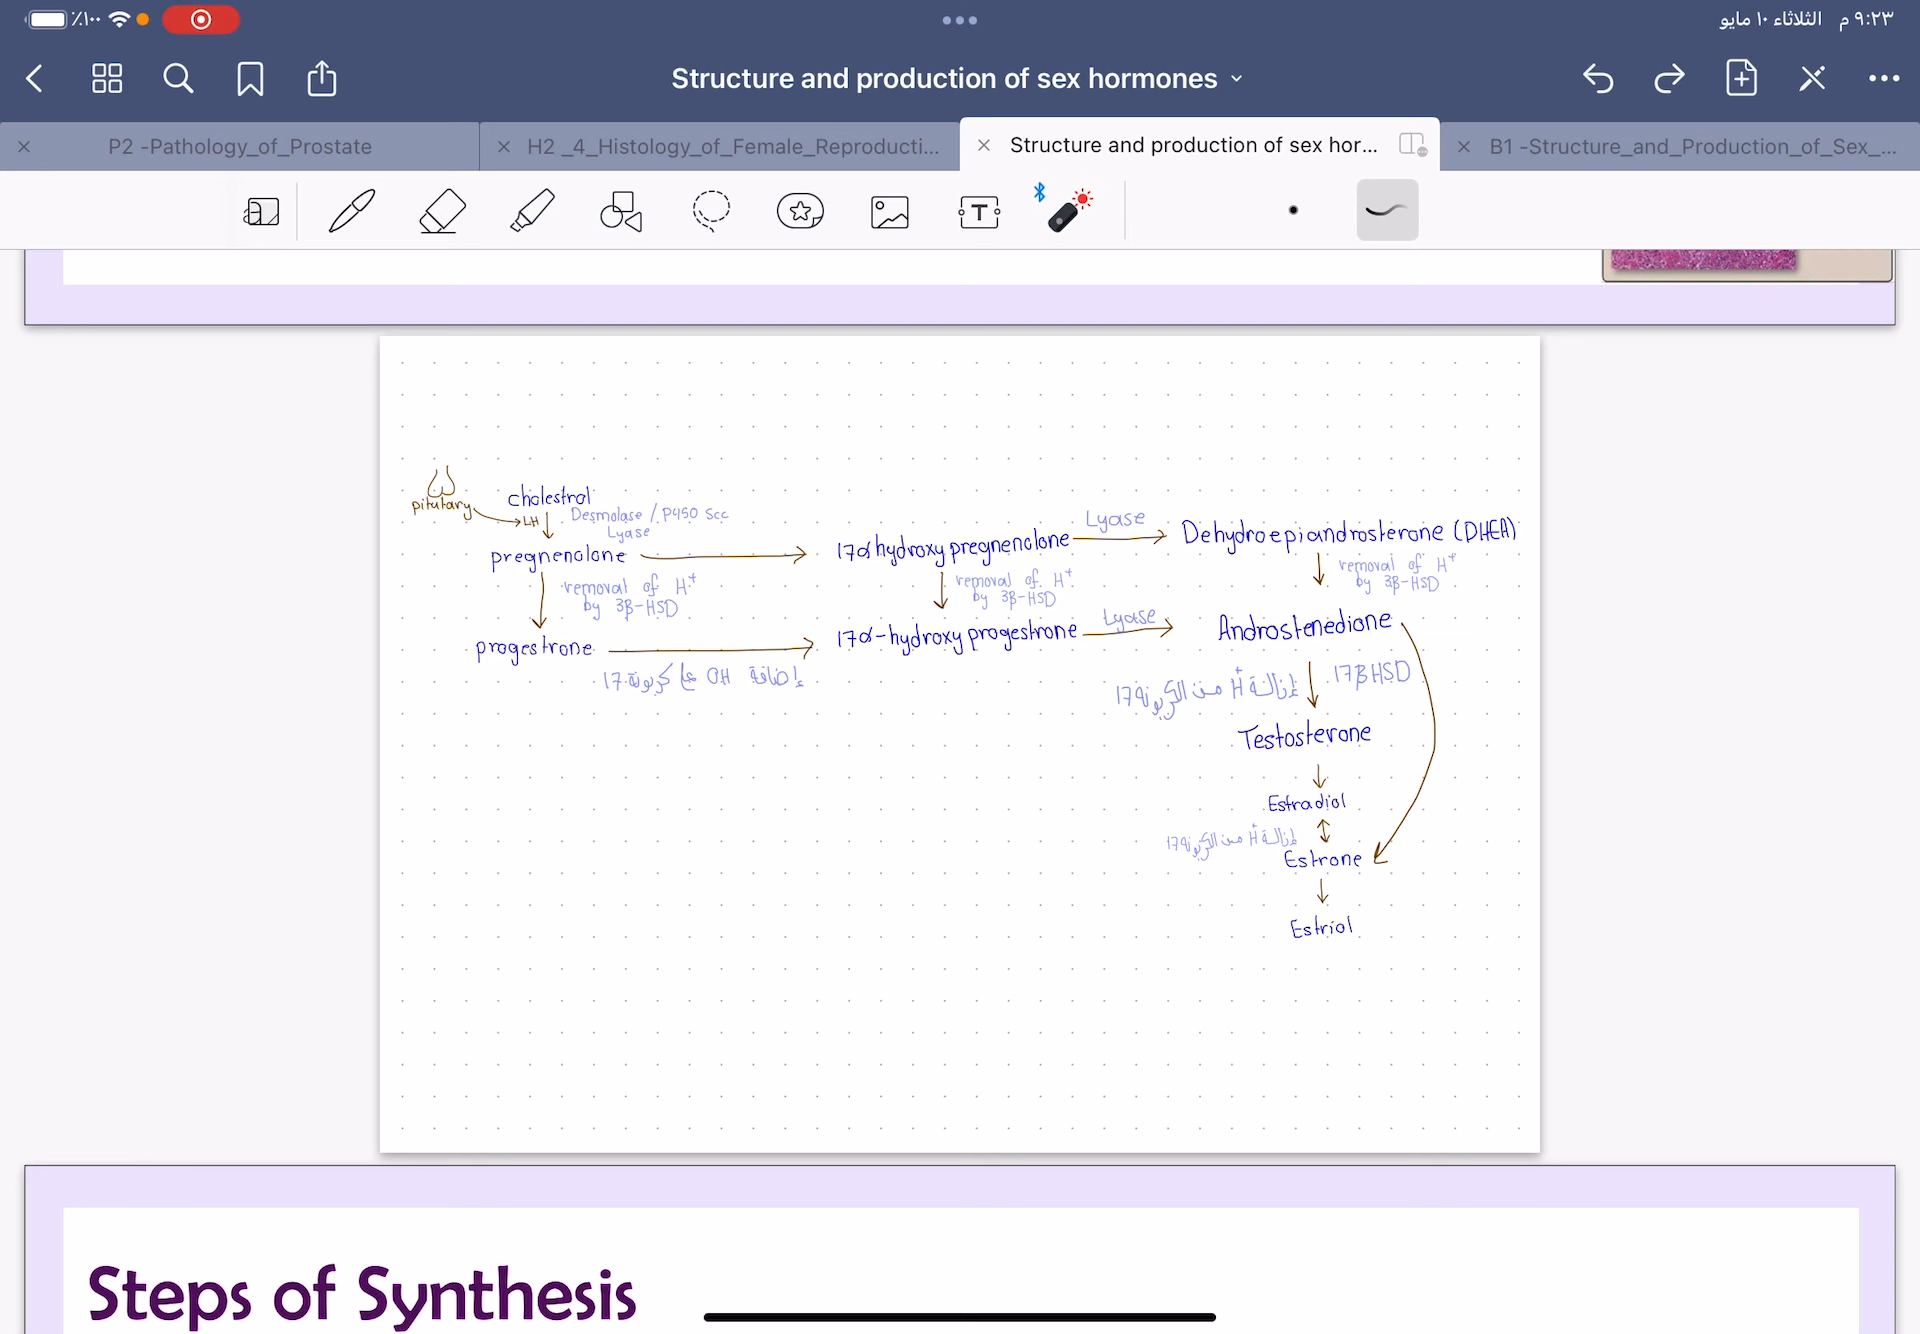 ٪١٠٠
٩:٢٣ م الثلاثاء ١٠ مايو
Structure and production of sex hormones
P2 -Pathology_of_Prostate
H2 _4_Histology_of_Female_Reproducti...
Structure and production of sex hor...
B1 -Structure_and_Production_of_Sex_...
T
pitutary
cholestrol
LH
Desmolase / P450 Scc
Lyase
pregnenolone
17α hydroxy pregnenolone
Lyase
Dehydroepiandrosterone (DHEA)
removal of H+
by 3β-HSD
removal of H+
by 3β-HSD
removal of H+
by 3β-HSD
progestrone
17α-hydroxy progestrone
Lyase
Androstenedione
إضافة OH على كربونة 17
إزالة H+ من الكربونة 17
17βHSD
Testosterone
Estradiol
إزالة H+ من الكربونة 17
Estrone
Estriol
Steps of Synthesis